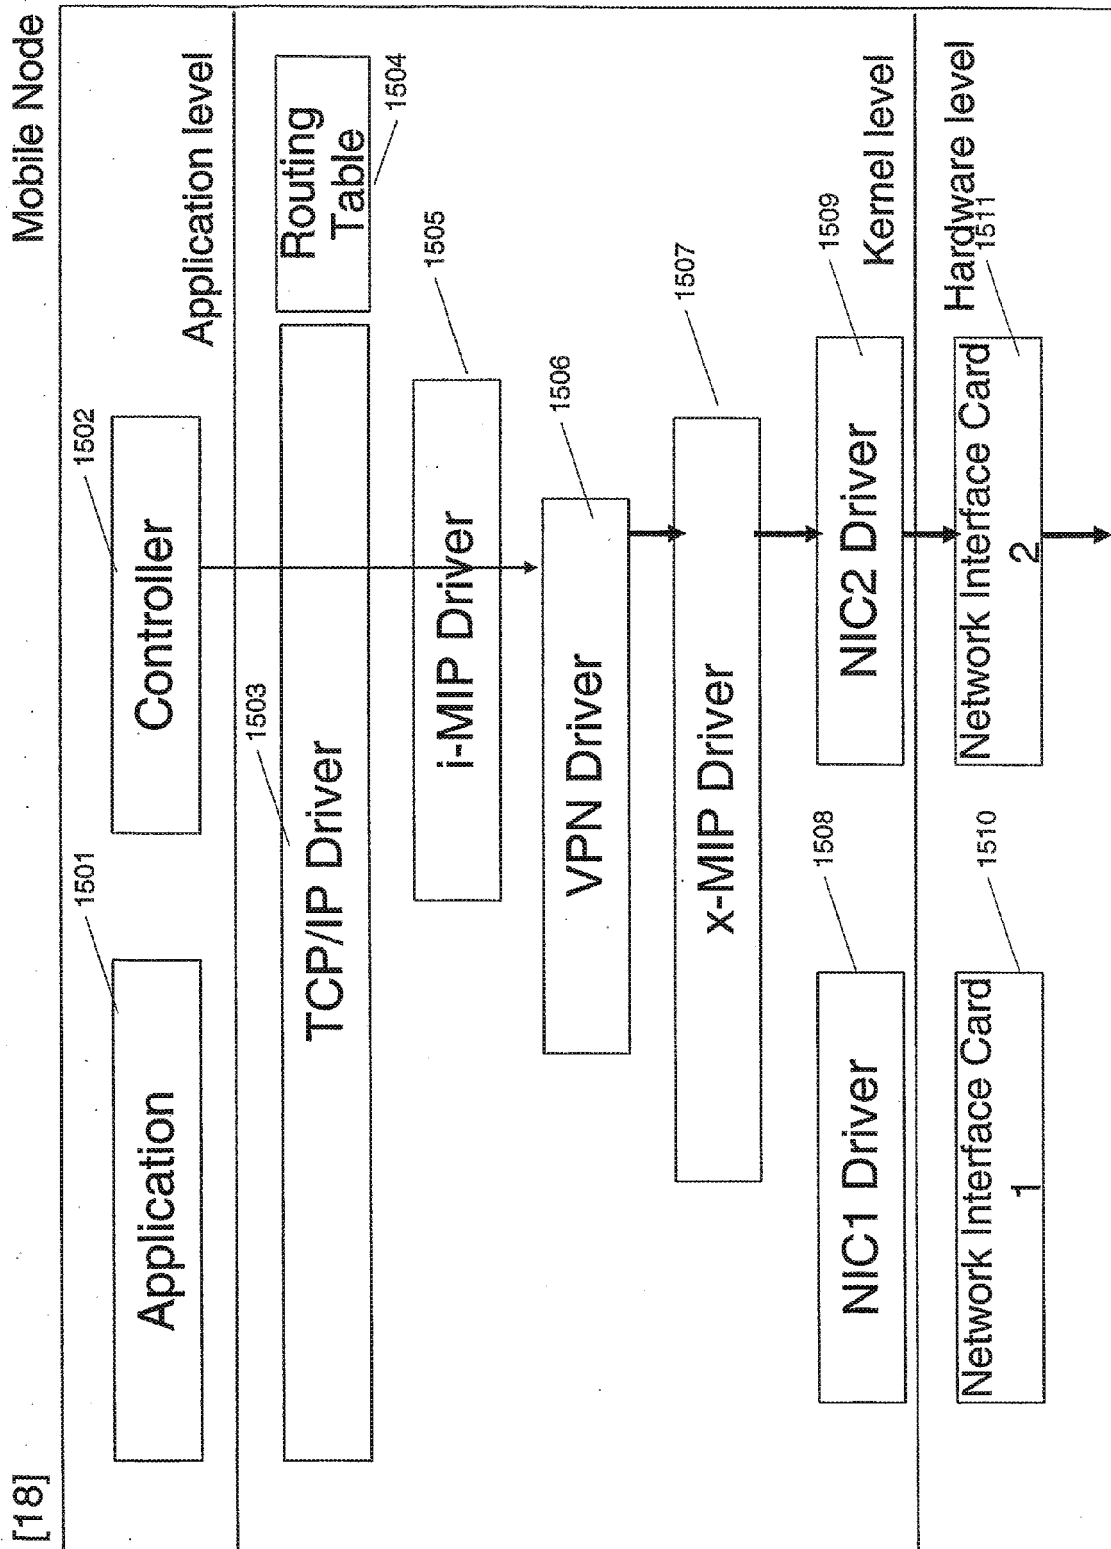 [18]
Mobile Node
Application level
1501
1502
Application
Controller
1503
TCP/IP Driver
Routing
Table
1504
i-MIP Driver
1505
VPN Driver
1506
x-MIP Driver
1507
1508
1509
NIC1 Driver
NIC2 Driver
Kernel level
Hardware level
1510
1511
Network Interface Card
1
Network Interface Card
2